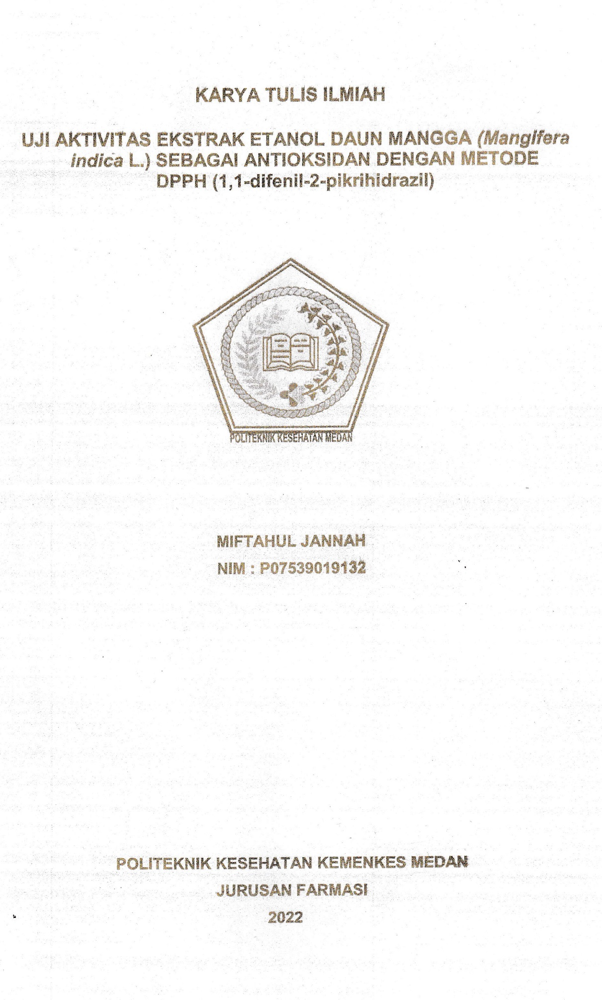 KARYA TULIS ILMIAH
UJI AKTIVITAS EKSTRAK ETANOL DAUN MANGGA (Mangifera
indica L.) SEBAGAI ANTIOKSIDAN DENGAN METODE
DPPH (1,1-difenil-2-pikrihidrazil)
POLITEKNIK KESEHATAN MEDAN
MIFTAHUL JANNAH
NIM : P07539019132
POLITEKNIK KESEHATAN KEMENKES MEDAN
JURUSAN FARMASI
2022